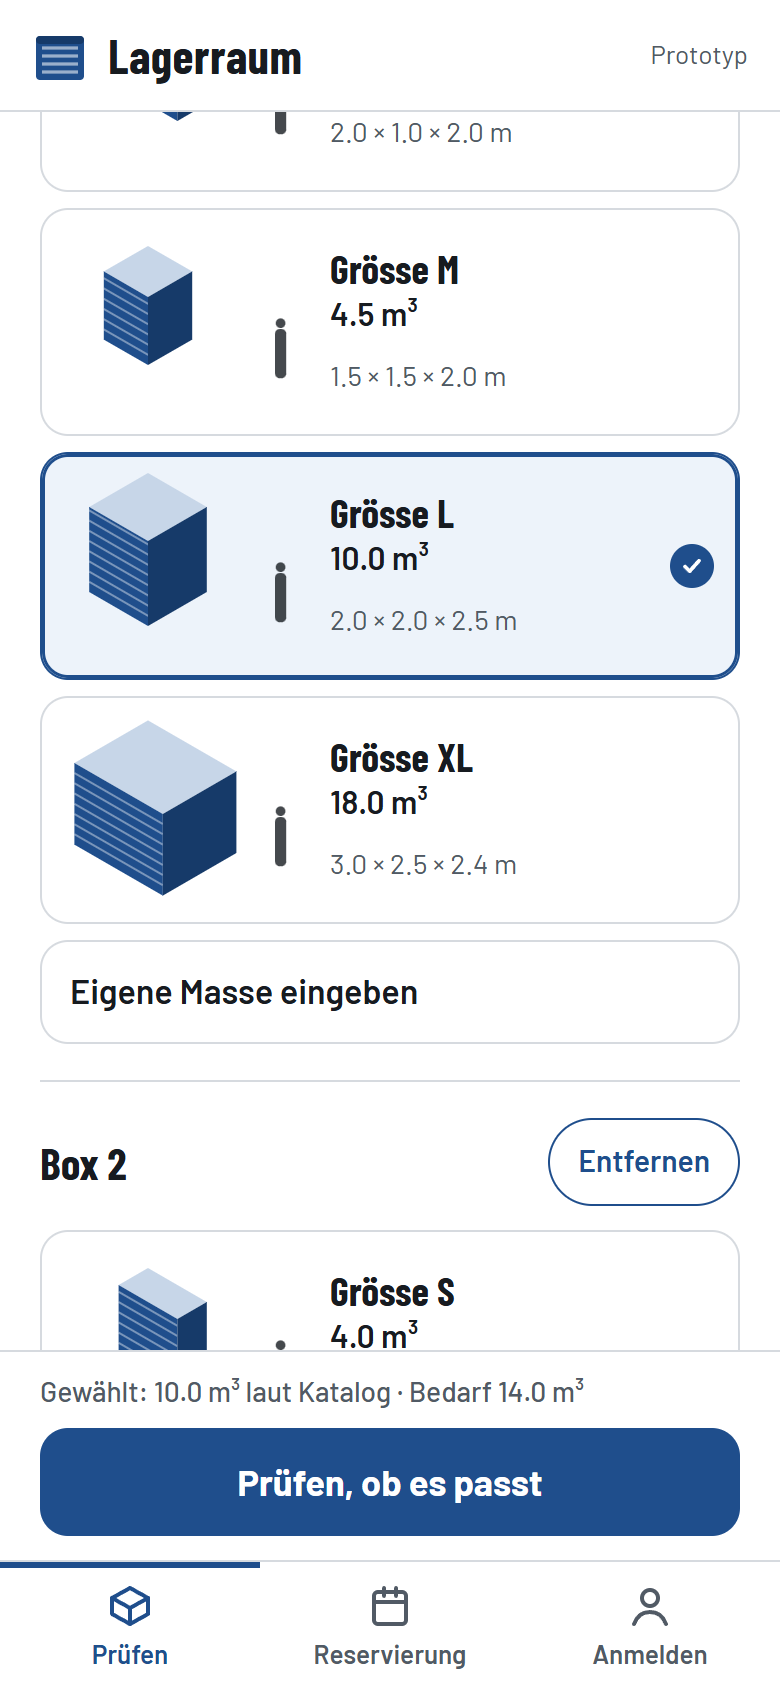 Lagerraum
Prototyp
2.0 × 1.0 × 2.0 m
Grösse M
4.5 m³
1.5 × 1.5 × 2.0 m
Grösse L
10.0 m³
2.0 × 2.0 × 2.5 m
Grösse XL
18.0 m³
3.0 × 2.5 × 2.4 m
Eigene Masse eingeben
Box 2
Entfernen
Grösse S
4.0 m³
Gewählt: 10.0 m³ laut Katalog · Bedarf 14.0 m³
Prüfen, ob es passt
Prüfen
Reservierung
Anmelden